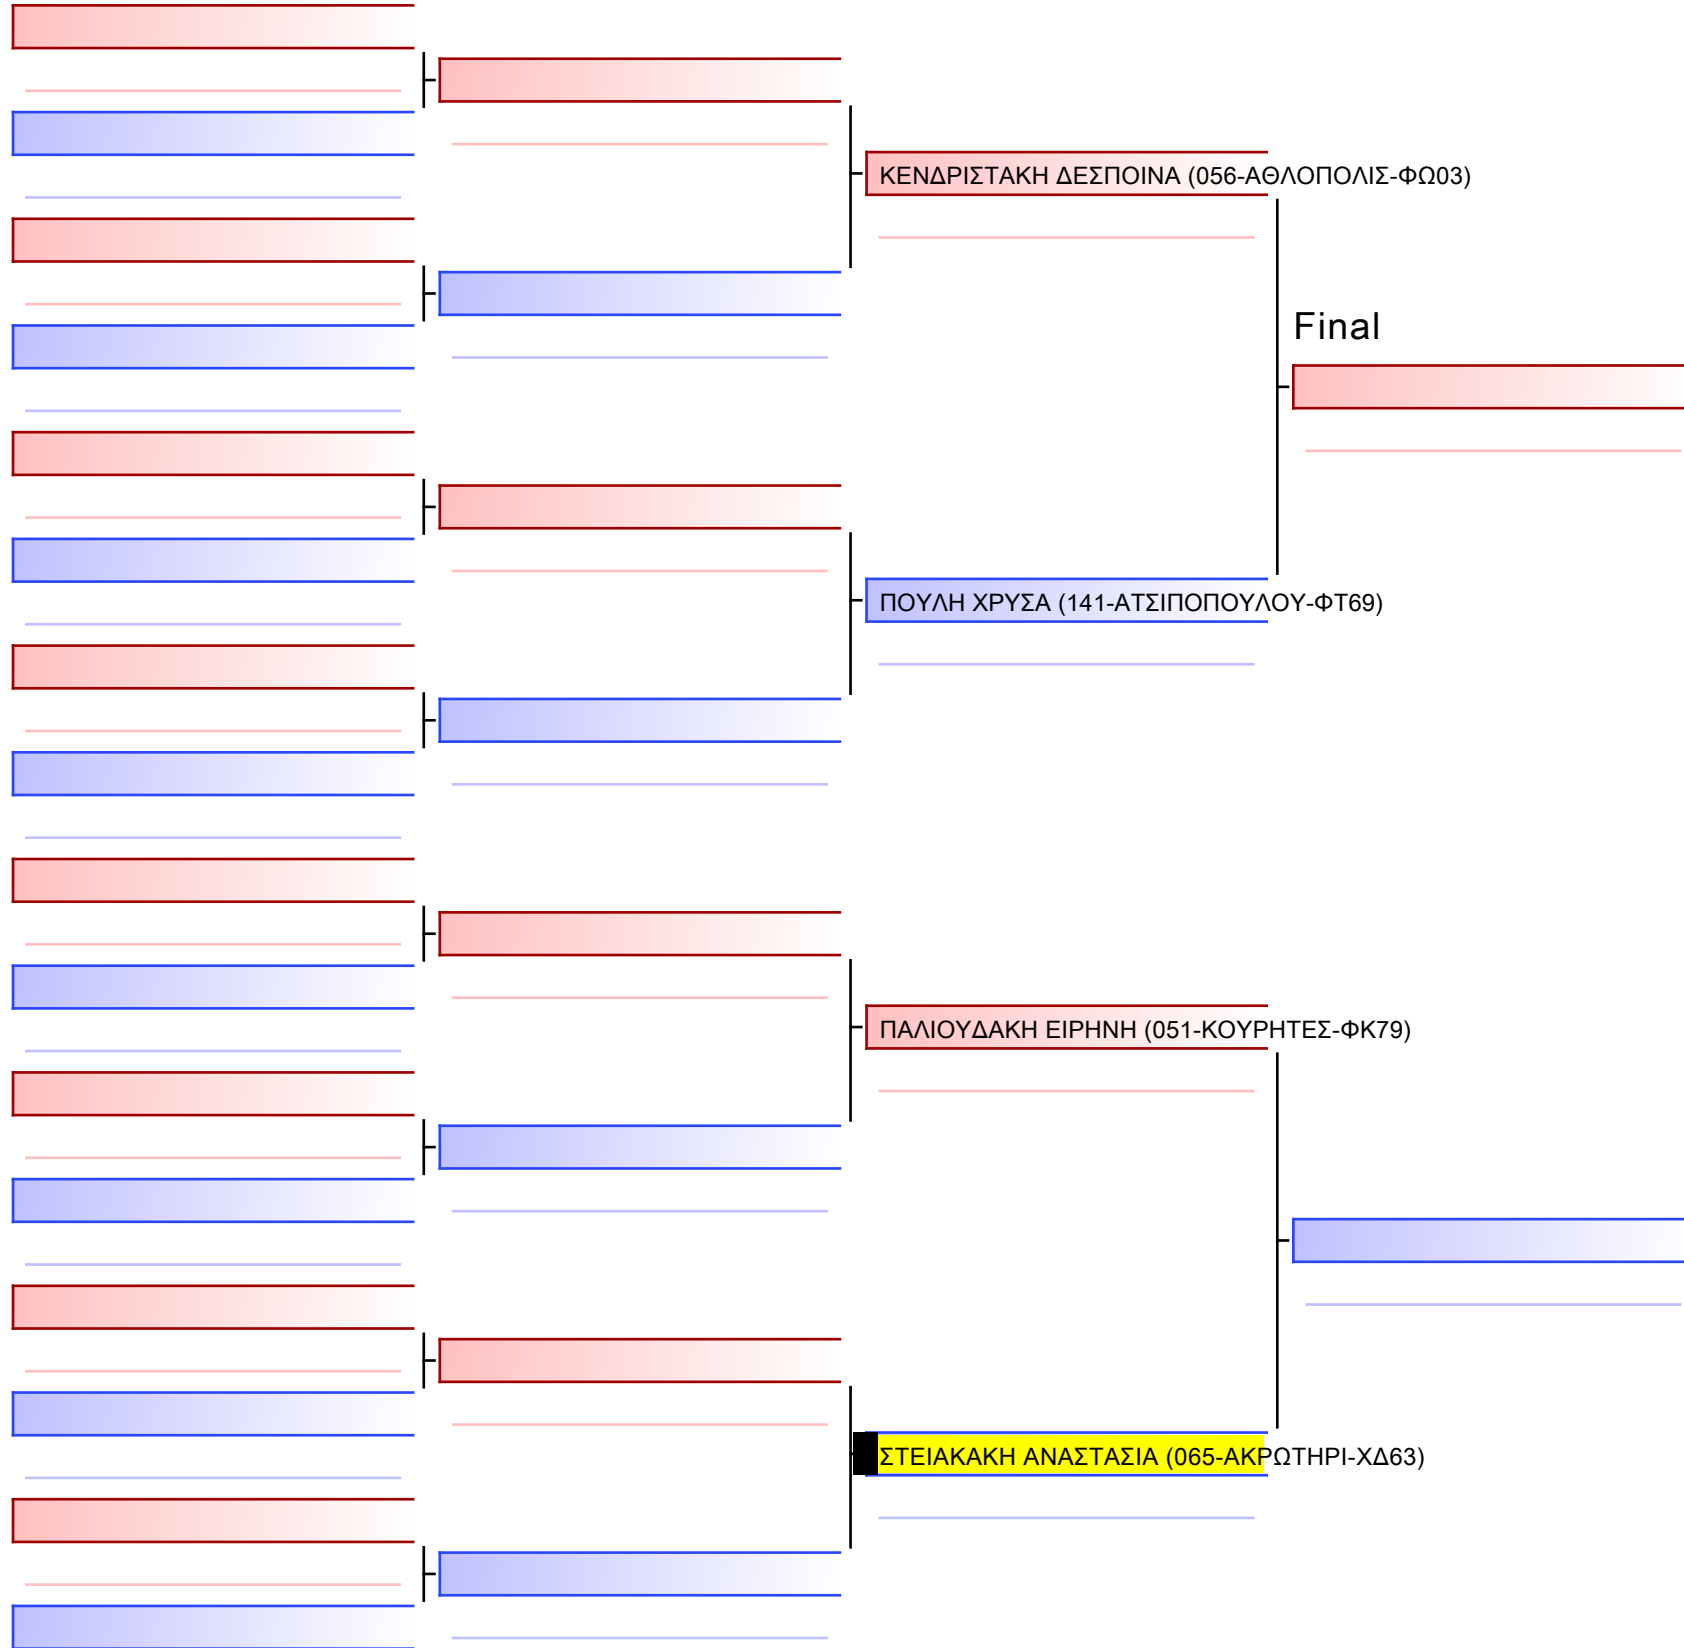 ΚΕΝΔΡΙΣΤΑΚΗ ΔΕΣΠΟΙΝΑ (056-ΑΘΛΟΠΟΛΙΣ-ΦΩ03)
Final
ΠΟΥΛΗ ΧΡΥΣΑ (141-ΑΤΣΙΠΟΠΟΥΛΟΥ-ΦΤ69)
ΠΑΛΙΟΥΔΑΚΗ ΕΙΡΗΝΗ (051-ΚΟΥΡΗΤΕΣ-ΦΚ79)
ΣΤΕΙΑΚΑΚΗ ΑΝΑΣΤΑΣΙΑ (065-ΑΚΡΩΤΗΡΙ-ΧΔ63)